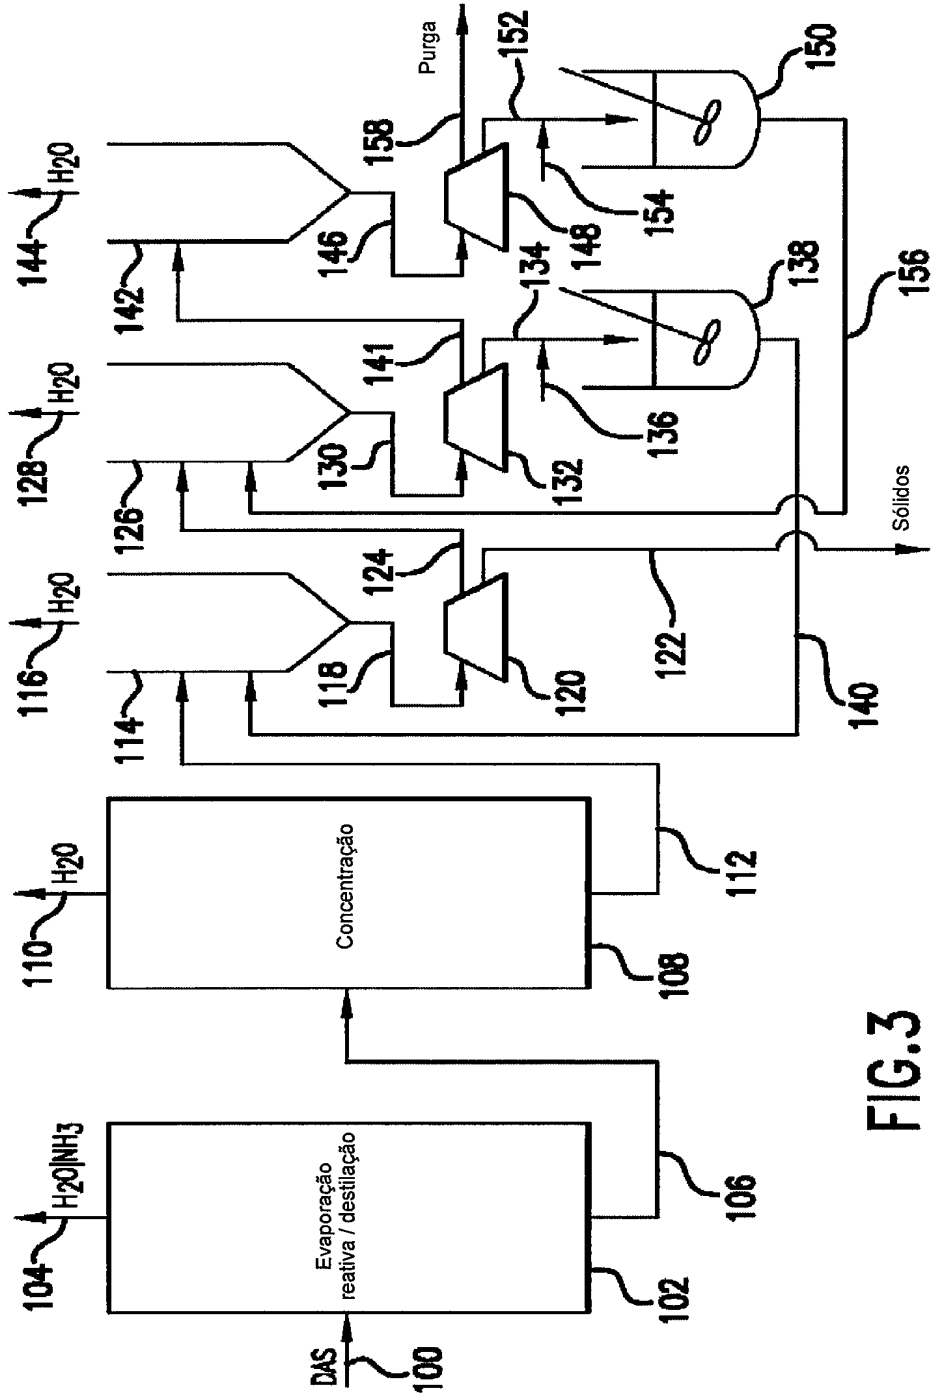 104 110 116 128 144
H2O|NH3 H2O H2O H2O H2O
114 126 142
DAS
Evaporação
reativa / destilação
Concentração
118 130 146
100 124 141 158 Purga
134 152
120 132 148
102 108 122 136 154
106 112
138 150
140
Sólidos 156
FIG.3